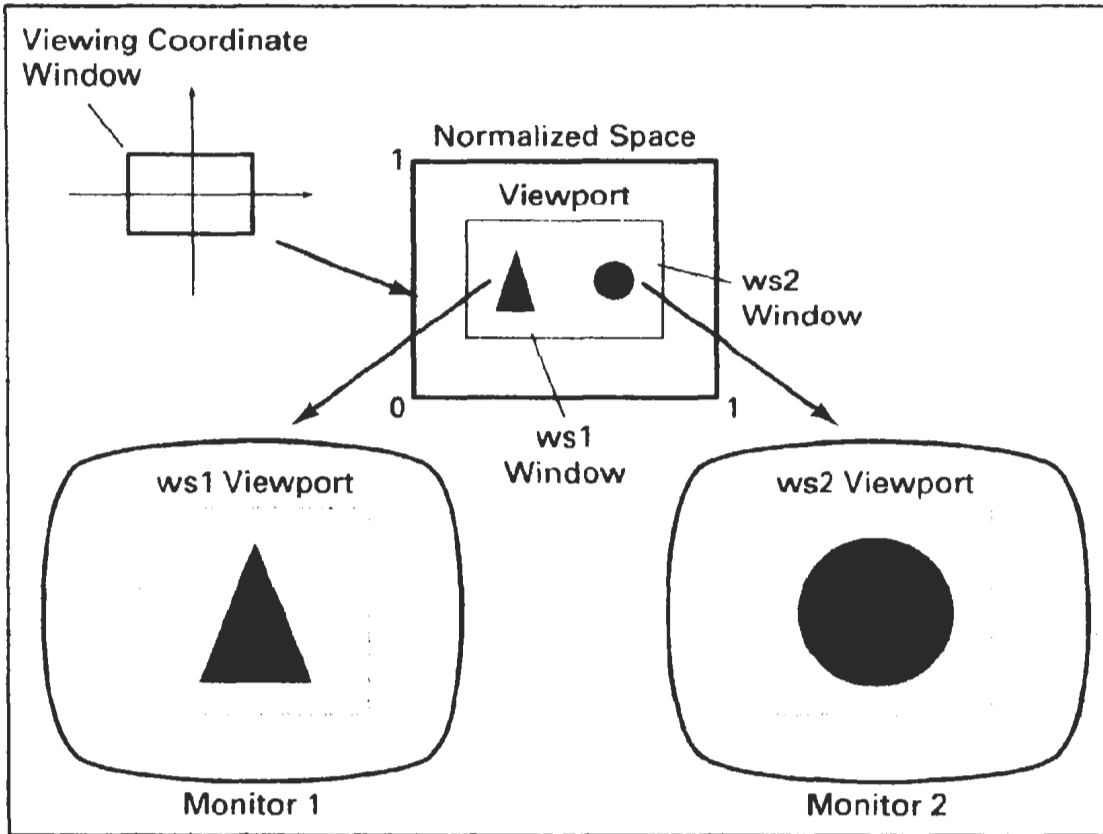 Viewing Coordinate
Window
Normalized Space
1
Viewport
ws2
Window
0
1
ws1
Window
ws1 Viewport
ws2 Viewport
Monitor 1
Monitor 2